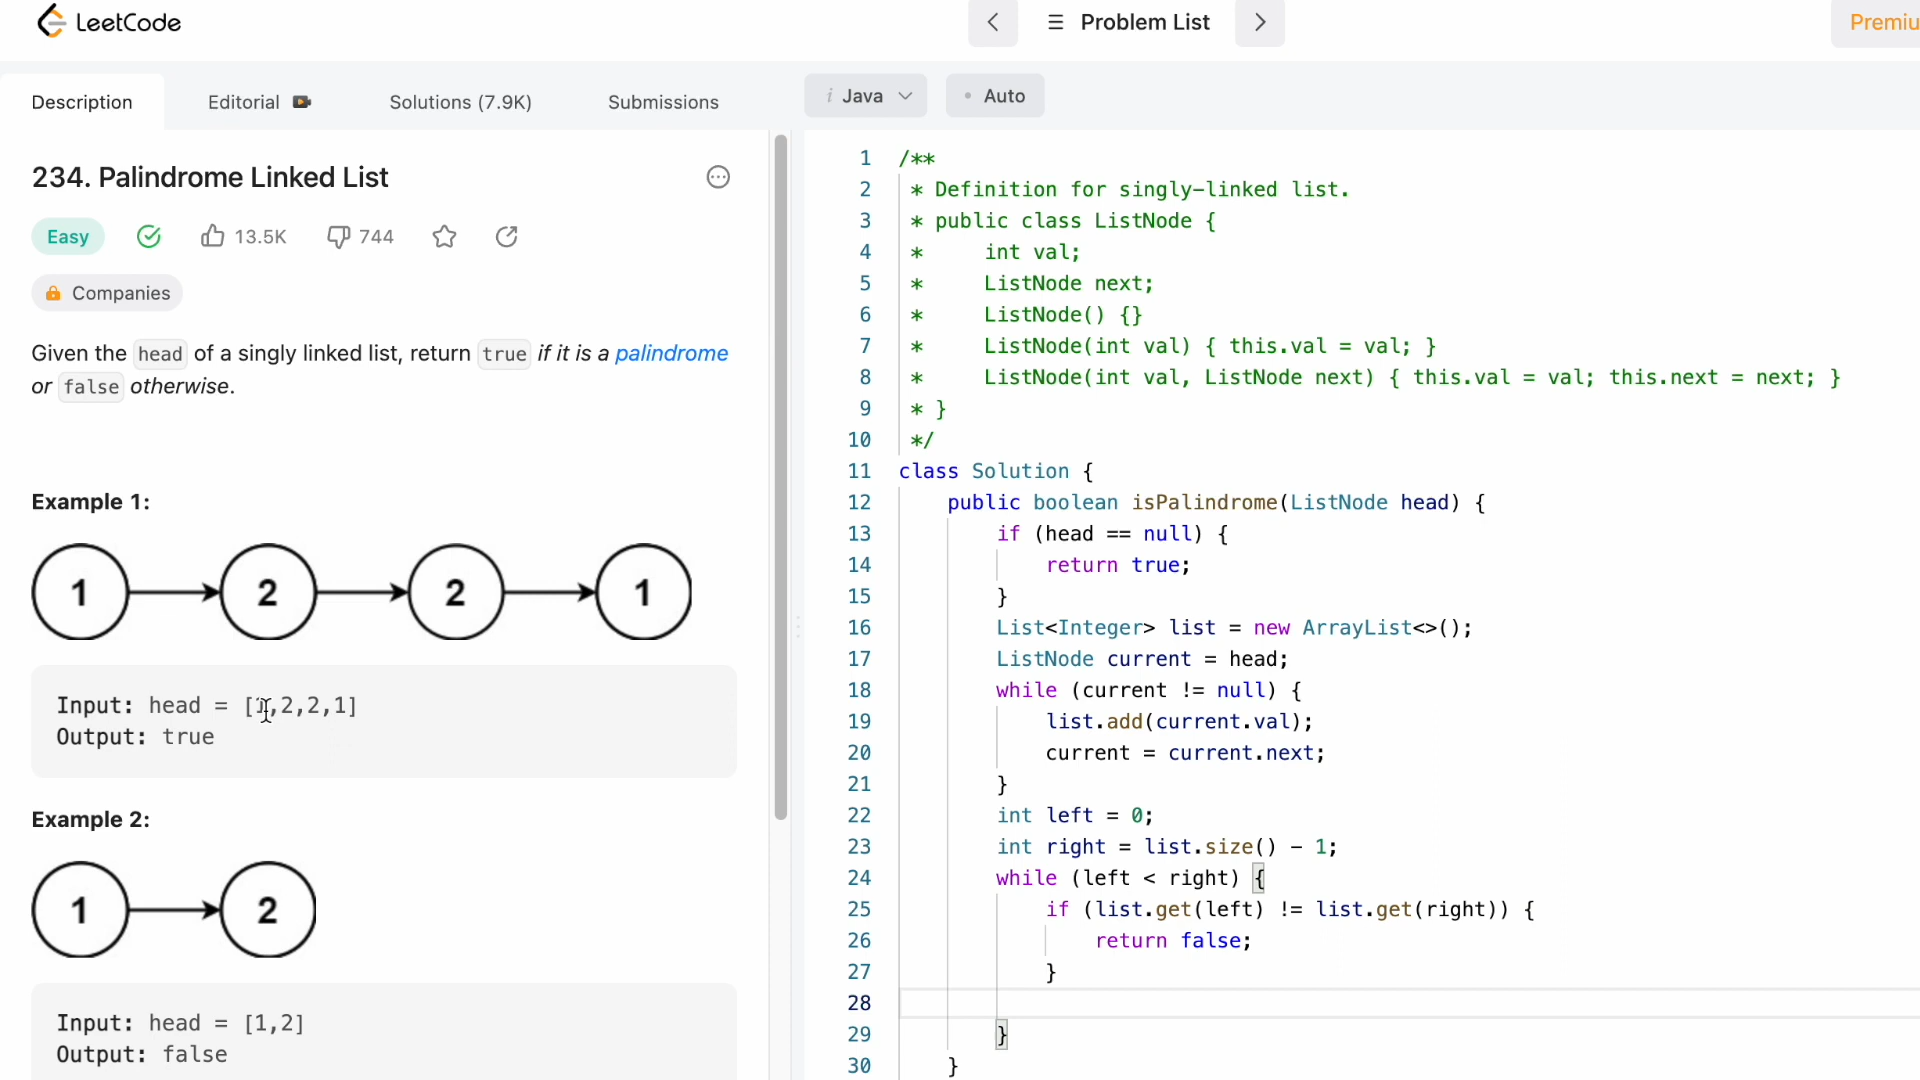 LeetCode
Problem List
Premiu
Description
Editorial
Solutions (7.9K)
Submissions
i Java
• Auto
234. Palindrome Linked List
Easy
13.5K
744
Companies
Given the head of a singly linked list, return true if it is a palindrome
or false otherwise.
Example 1:
1 2 2 1
Input: head = [1,2,2,1]
Output: true
Example 2:
1 2
Input: head = [1,2]
Output: false
1 /**
2 * Definition for singly-linked list.
3 * public class ListNode {
4 *     int val;
5 *     ListNode next;
6 *     ListNode() {}
7 *     ListNode(int val) { this.val = val; }
8 *     ListNode(int val, ListNode next) { this.val = val; this.next = next; }
9 * }
10 */
11 class Solution {
12     public boolean isPalindrome(ListNode head) {
13         if (head == null) {
14             return true;
15         }
16         List<Integer> list = new ArrayList<>();
17         ListNode current = head;
18         while (current != null) {
19             list.add(current.val);
20             current = current.next;
21         }
22         int left = 0;
23         int right = list.size() - 1;
24         while (left < right) {
25             if (list.get(left) != list.get(right)) {
26                 return false;
27             }
28
29         }
30     }